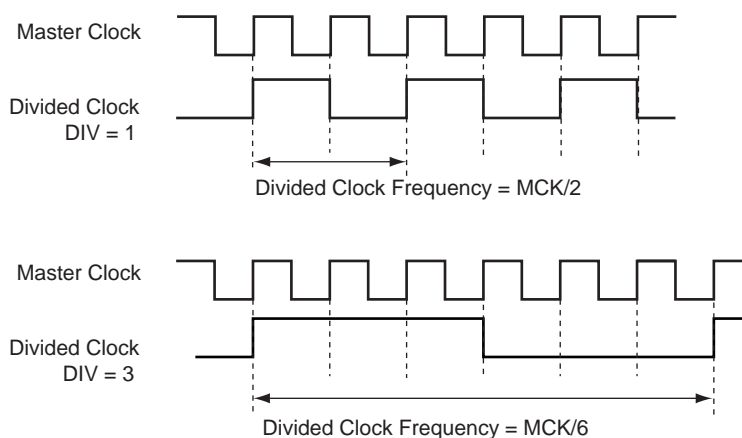 Master Clock
Divided Clock
DIV = 1
Divided Clock Frequency = MCK/2
Master Clock
Divided Clock
DIV = 3
Divided Clock Frequency = MCK/6